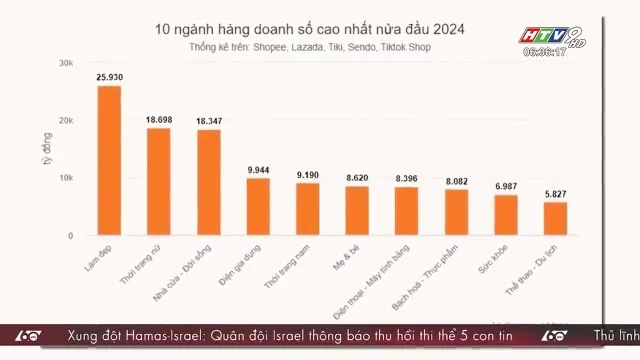 10 ngành hàng doanh số cao nhất nửa đầu 2024
Thống kê trên: Shopee, Lazada, Tiki, Sendo, Tiktok Shop
HTV9 HD
06:36:17
tỷ đồng
30k
20k
10k
0
25.930
18.698
18.347
9.944
9.190
8.620
8.396
8.082
6.987
5.827
Làm đẹp
Thời trang nữ
Nhà cửa - Đời sống
Điện gia dụng
Thời trang nam
Mẹ & bé
Điện thoại - Máy tính bảng
Bách hoá - Thực phẩm
Sức khỏe
Thể thao - Du lịch
60 Xung đột Hamas-Israel: Quân đội Israel thông báo thu hồi thi thể 5 con tin 60 Thủ lĩnh